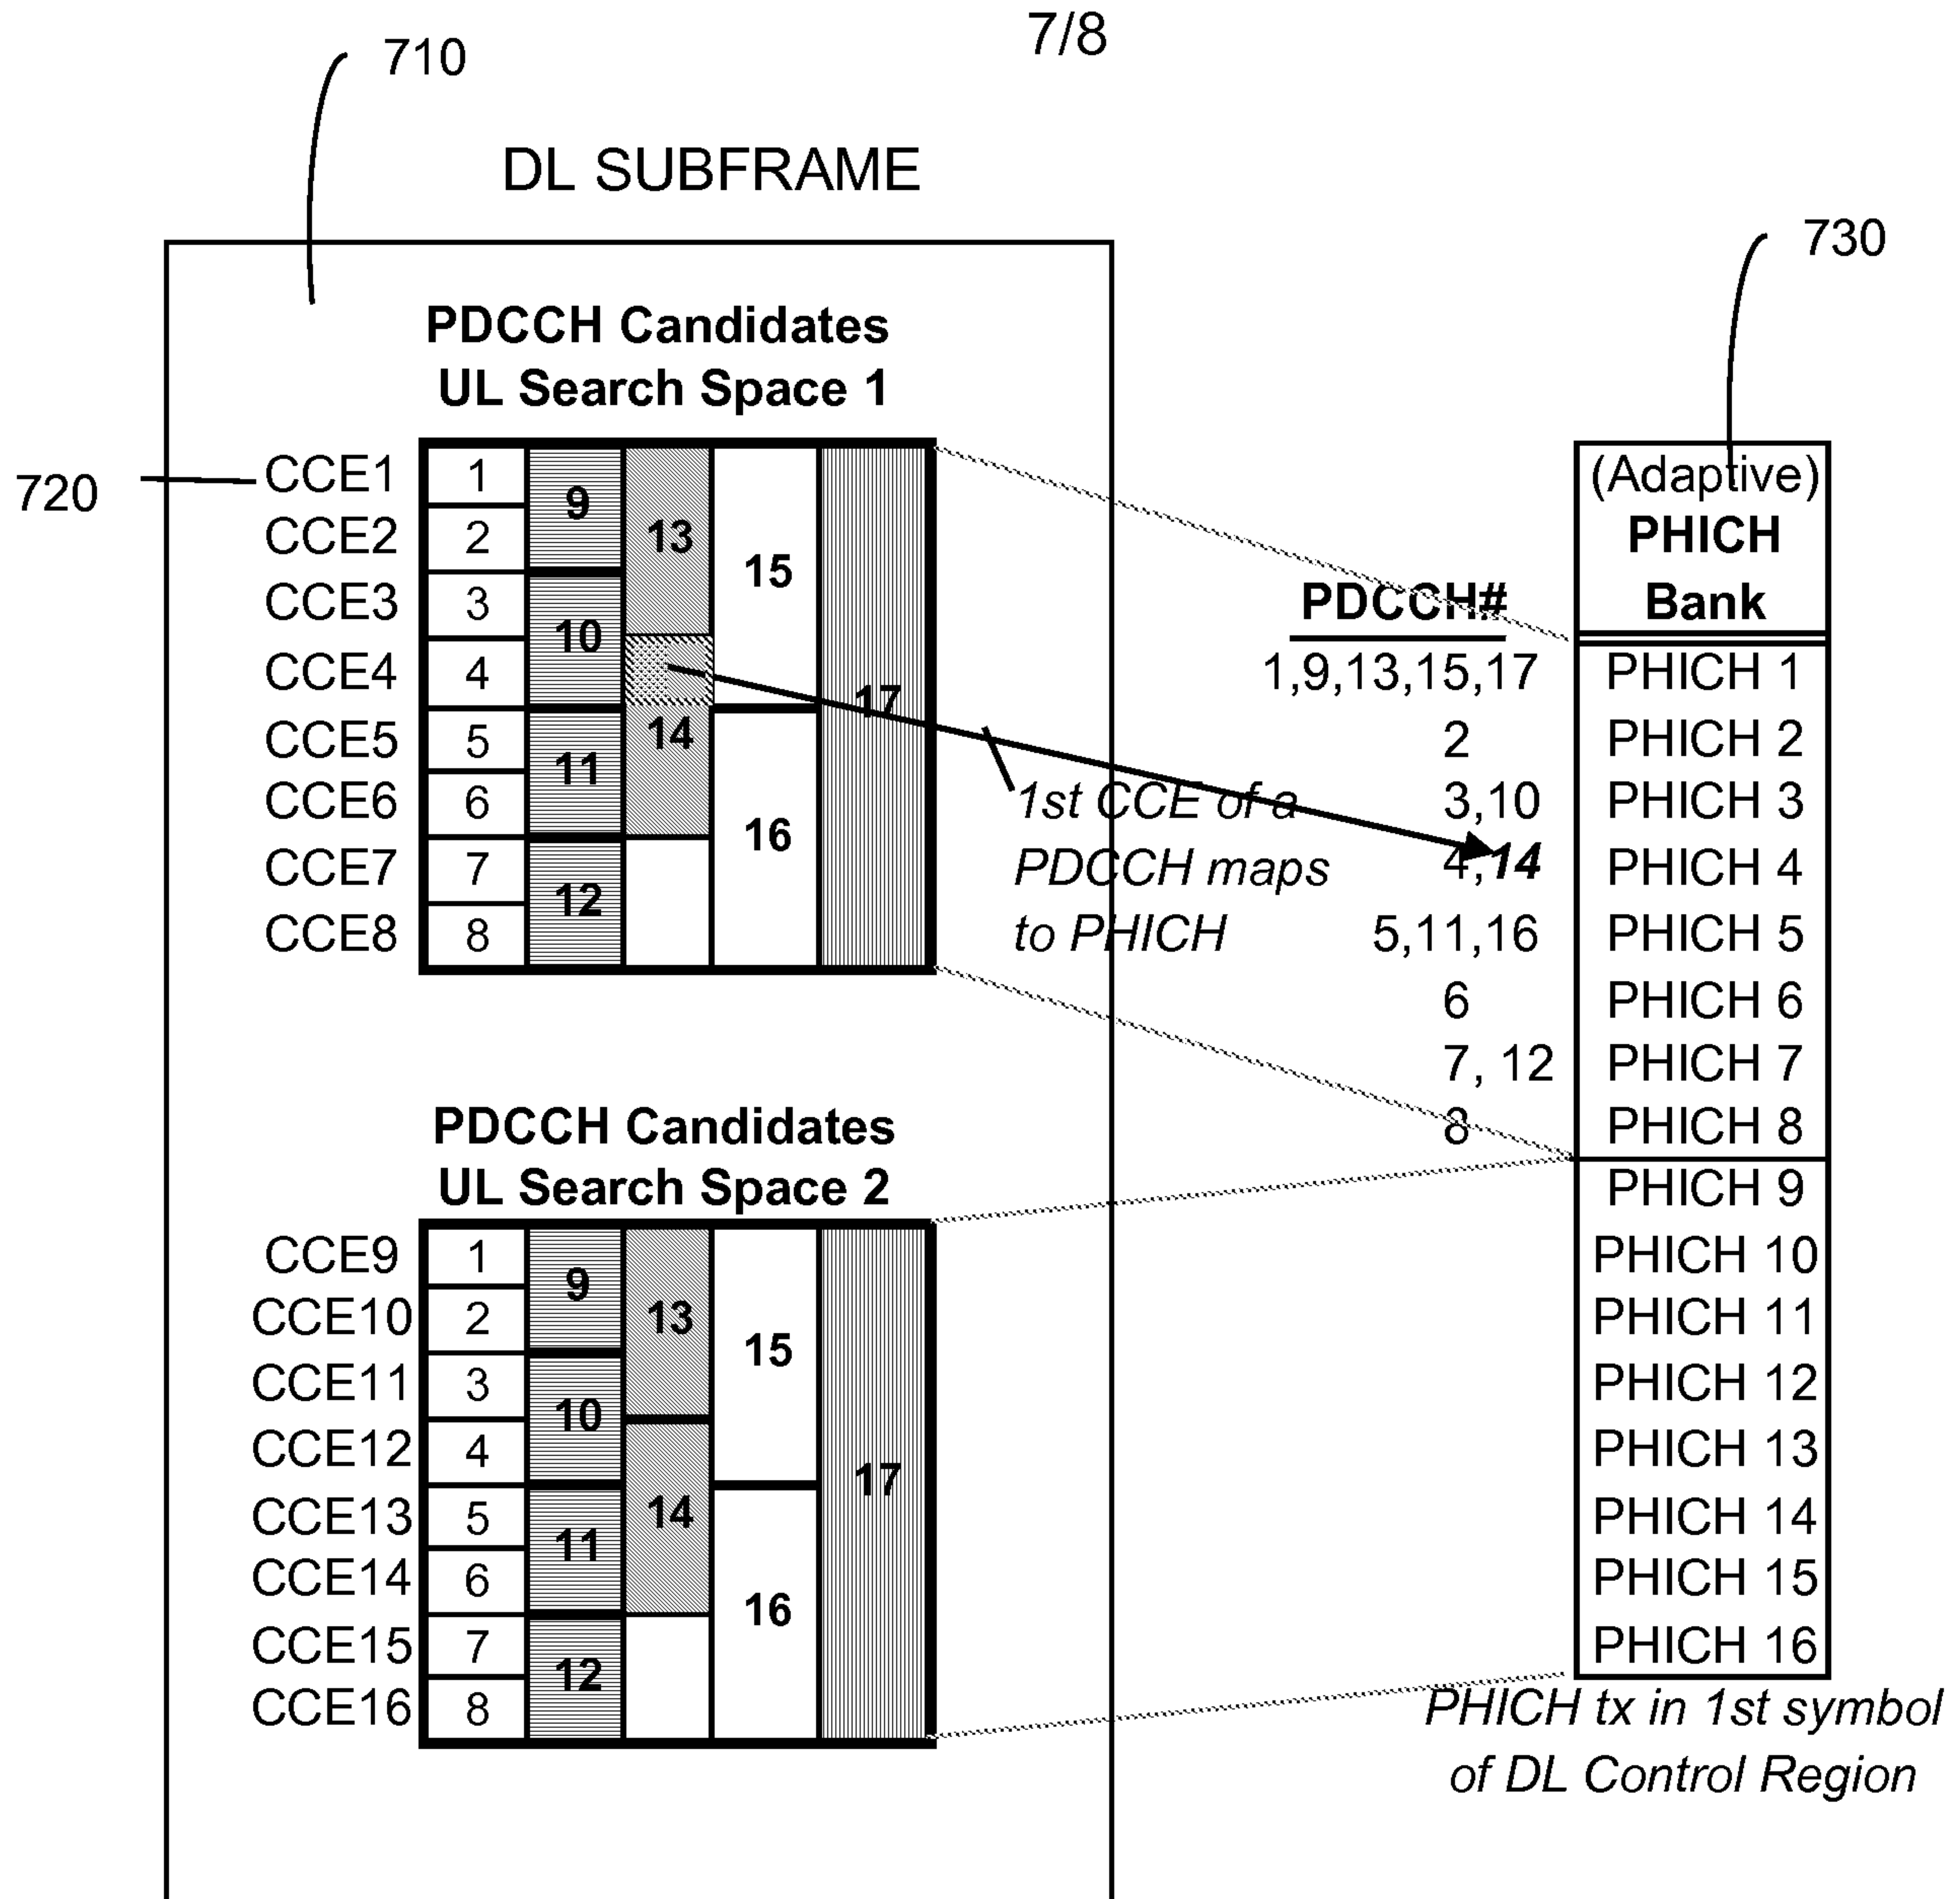 7/8
710
DL SUBFRAME
730
PDCCH Candidates
UL Search Space 1
720
CCE1
CCE2
CCE3
CCE4
CCE5
CCE6
CCE7
CCE8
1
2
3
4
5
6
7
8
9
10
11
12
13
14
15
16
17
1st CCE of a
PDCCH maps
to PHICH
PDCCH#
1,9,13,15,17
2
3,10
4,14
5,11,16
6
7, 12
8
(Adaptive)
PHICH
Bank
PHICH 1
PHICH 2
PHICH 3
PHICH 4
PHICH 5
PHICH 6
PHICH 7
PHICH 8
PHICH 9
PHICH 10
PHICH 11
PHICH 12
PHICH 13
PHICH 14
PHICH 15
PHICH 16
PDCCH Candidates
UL Search Space 2
CCE9
CCE10
CCE11
CCE12
CCE13
CCE14
CCE15
CCE16
1
2
3
4
5
6
7
8
9
10
11
12
13
14
15
16
17
PHICH tx in 1st symbol
of DL Control Region